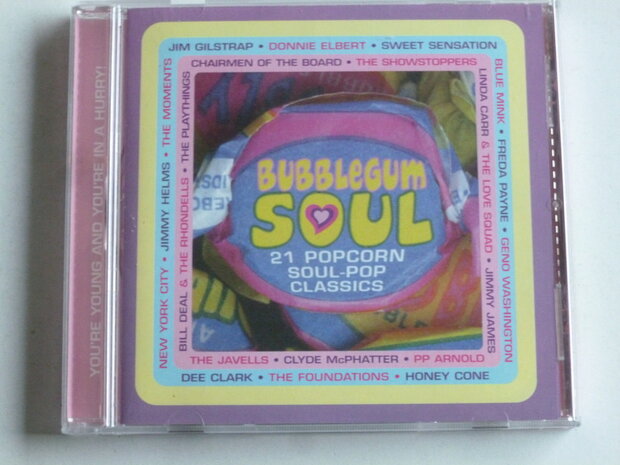 YOU'RE YOUNG AND YOU'RE IN A HURRY!
JIM GILSTRAP • DONNIE ELBERT • SWEET SENSATION
CHAIRMEN OF THE BOARD • THE SHOWSTOPPERS
BLUE MINK • FREDA PAYNE • GENO WASHINGTON
LINDA CARR & THE LOVE SQUAD • JIMMY JAMES
NEW YORK CITY • JIMMY HELMS • THE MOMENTS
BILL DEAL & THE RHONDELLS • THE PLAYTHINGS
BUBBLEGUM
SOUL
21 POPCORN
SOUL-POP
CLASSICS
THE JAVELLS • CLYDE McPHATTER • PP ARNOLD
DEE CLARK • THE FOUNDATIONS • HONEY CONE